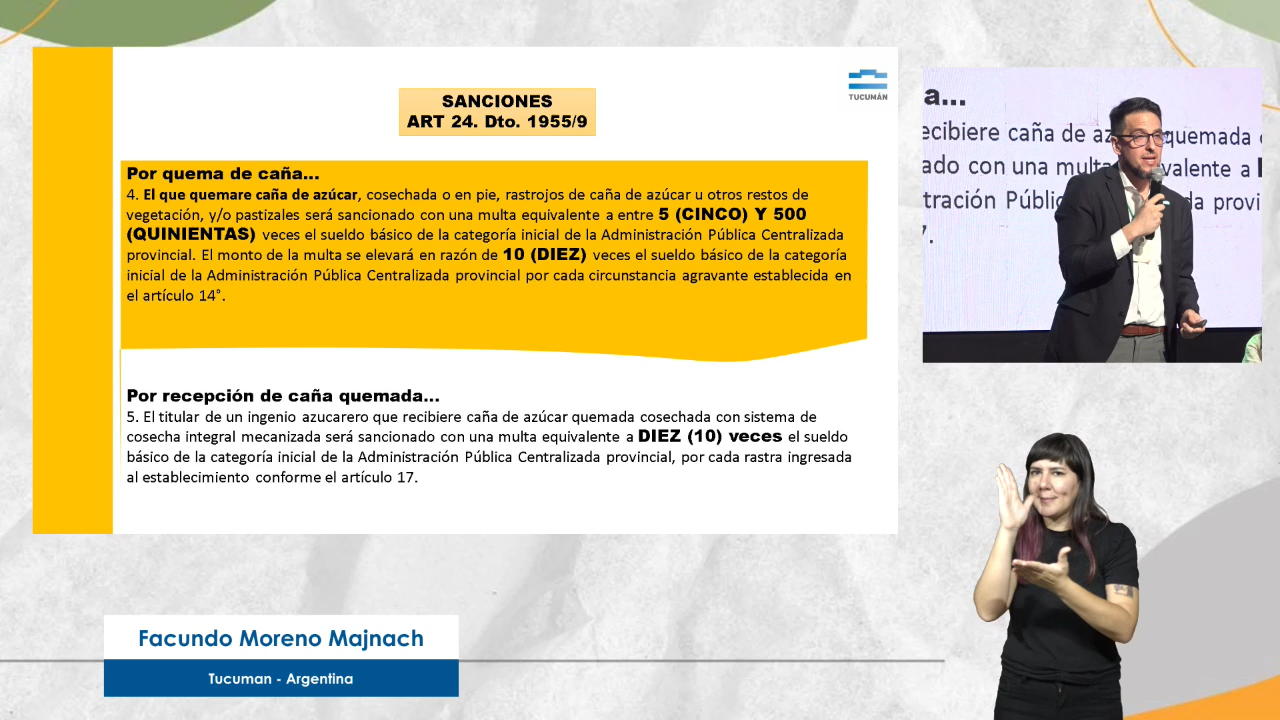 SANCIONES
ART 24. Dto. 1955/9
TUCUMÁN
Por quema de caña...
4. El que quemare caña de azúcar, cosechada o en pie, rastrojos de caña de azúcar u otros restos de
vegetación, y/o pastizales será sancionado con una multa equivalente a entre 5 (CINCO) Y 500
(QUINIENTAS) veces el sueldo básico de la categoría inicial de la Administración Pública Centralizada
provincial. El monto de la multa se elevará en razón de 10 (DIEZ) veces el sueldo básico de la categoría
inicial de la Administración Pública Centralizada provincial por cada circunstancia agravante establecida en
el artículo 14°.
Por recepción de caña quemada...
5. El titular de un ingenio azucarero que recibiere caña de azúcar quemada cosechada con sistema de
cosecha integral mecanizada será sancionado con una multa equivalente a DIEZ (10) veces el sueldo
básico de la categoría inicial de la Administración Pública Centralizada provincial, por cada rastra ingresada
al establecimiento conforme el artículo 17.
a...
ecibiere caña de az quemada
ado con una multa valente a
tración Públic da provi
7.
Facundo Moreno Majnach
Tucuman - Argentina